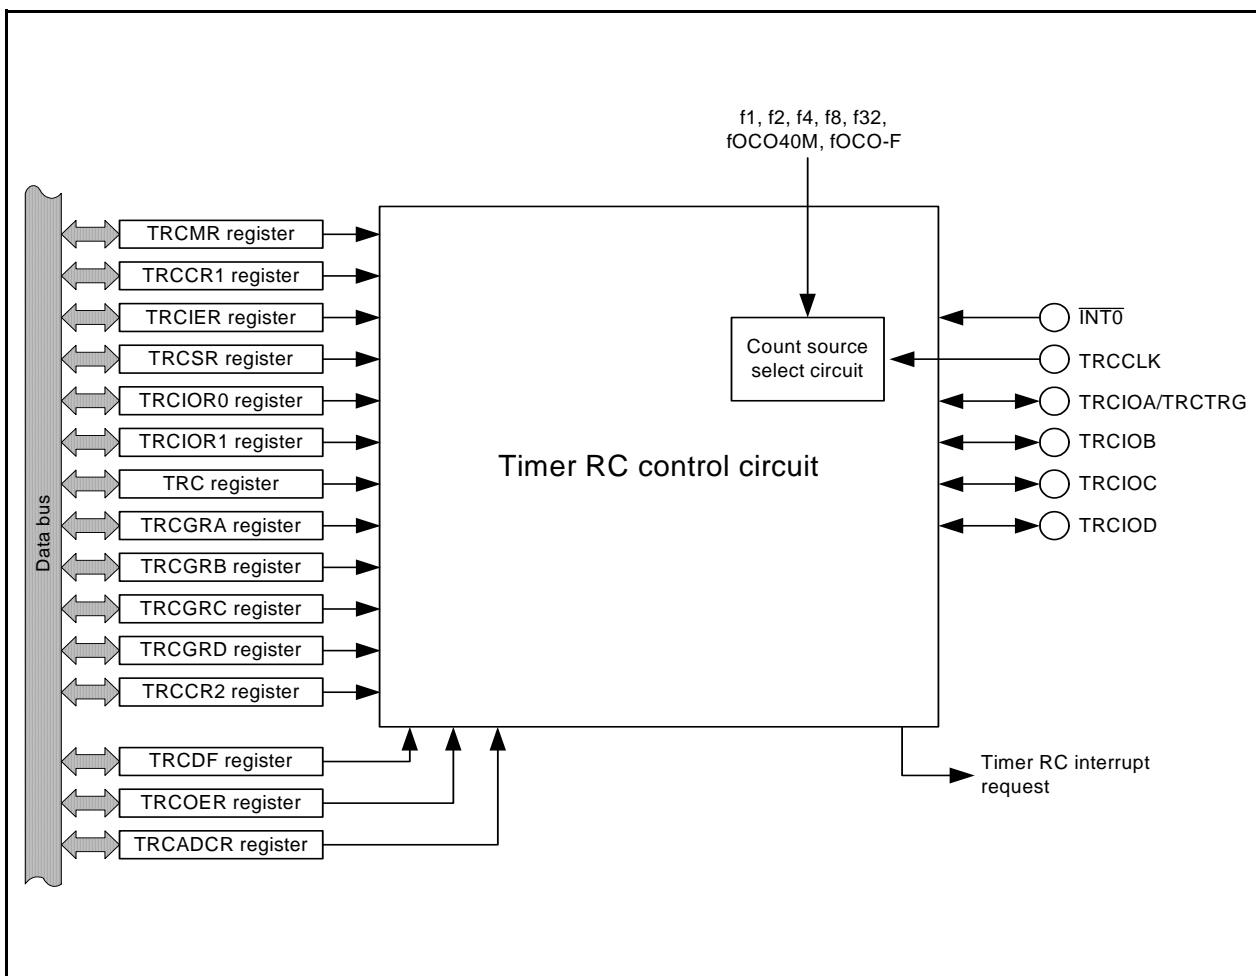 f1, f2, f4, f8, f32,
fOCO40M, fOCO-F
Data bus
TRCMR register
TRCCR1 register
TRCIER register
TRCSR register
TRCIOR0 register
TRCIOR1 register
TRC register
TRCGRA register
TRCGRB register
TRCGRC register
TRCGRD register
TRCCR2 register
TRCDF register
TRCOER register
TRCADCR register
Timer RC control circuit
Count source
select circuit
I̅N̅T̅0̅
TRCCLK
TRCIOA/TRCTRG
TRCIOB
TRCIOC
TRCIOD
Timer RC interrupt
request